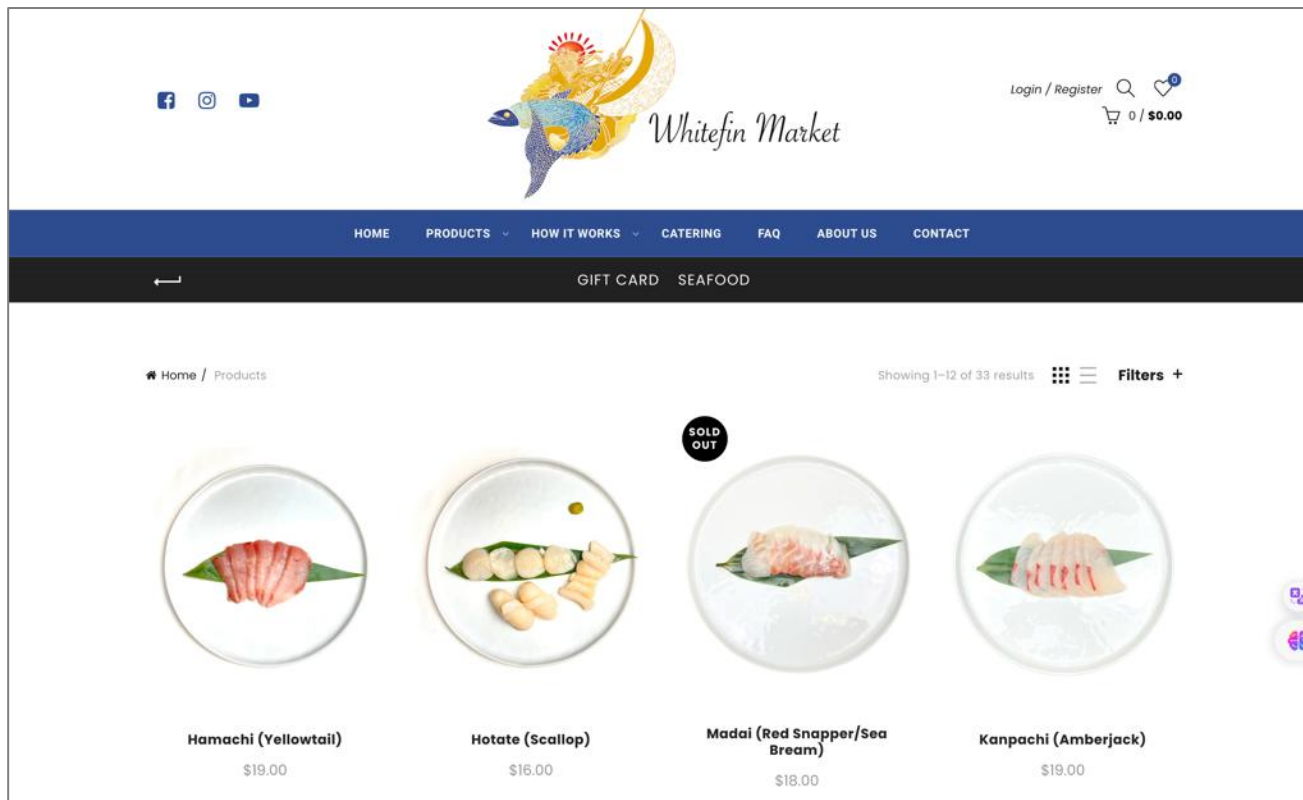 Whitefin Market
Login / Register
0
0 / $0.00
HOME PRODUCTS HOW IT WORKS CATERING FAQ ABOUT US CONTACT
GIFT CARD SEAFOOD
Home / Products
Showing 1–12 of 33 results
Filters +
SOLD
OUT
Hamachi (Yellowtail)
$19.00
Hotate (Scallop)
$16.00
Madai (Red Snapper/Sea
Bream)
$18.00
Kanpachi (Amberjack)
$19.00